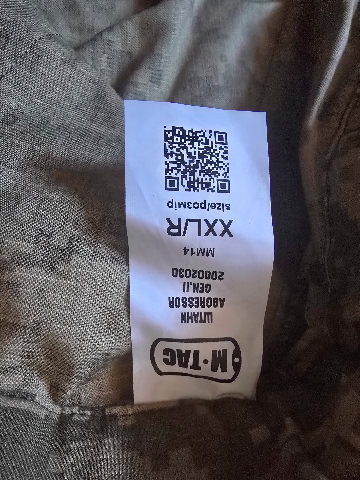 M·TAC
ШТАНИ
AGGRESSOR
GEN.II
20002030
MM14
XXL/R
size/розмір